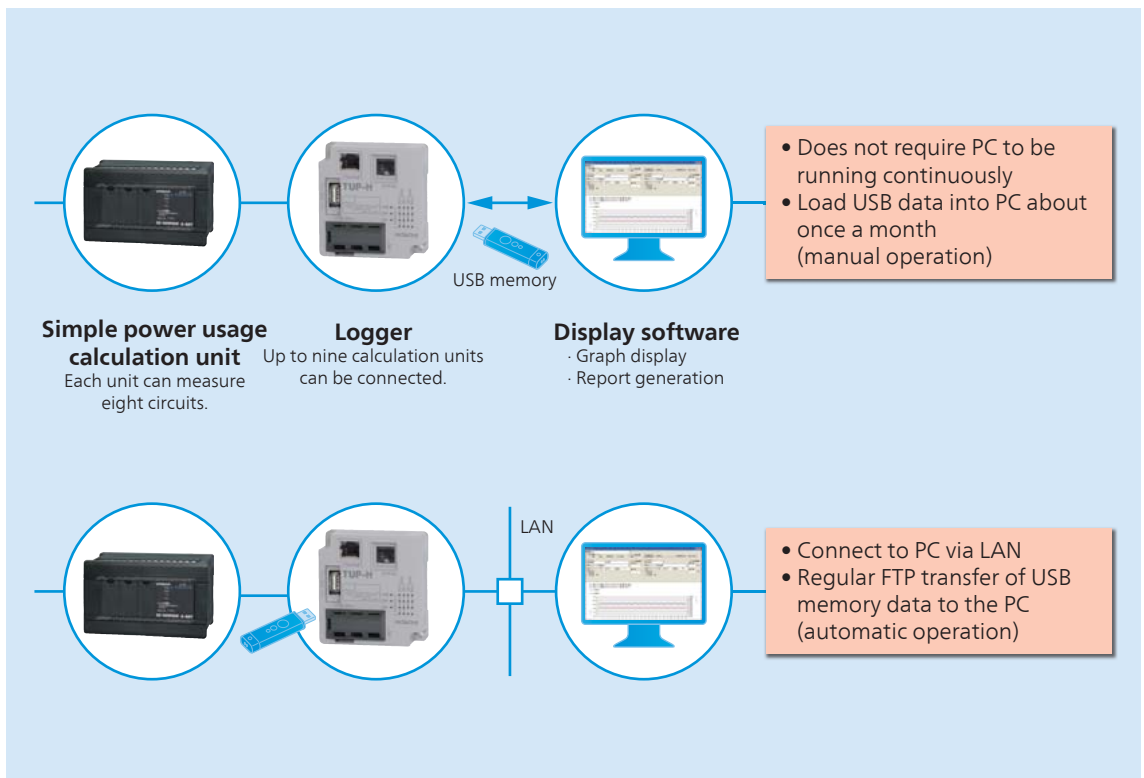 • Does not require PC to be
running continuously
• Load USB data into PC about
once a month
(manual operation)
TUP-H
USB memory
Simple power usage
calculation unit
Each unit can measure
eight circuits.
Logger
Up to nine calculation units
can be connected.
Display software
· Graph display
· Report generation
LAN
TUP-H
• Connect to PC via LAN
• Regular FTP transfer of USB
memory data to the PC
(automatic operation)